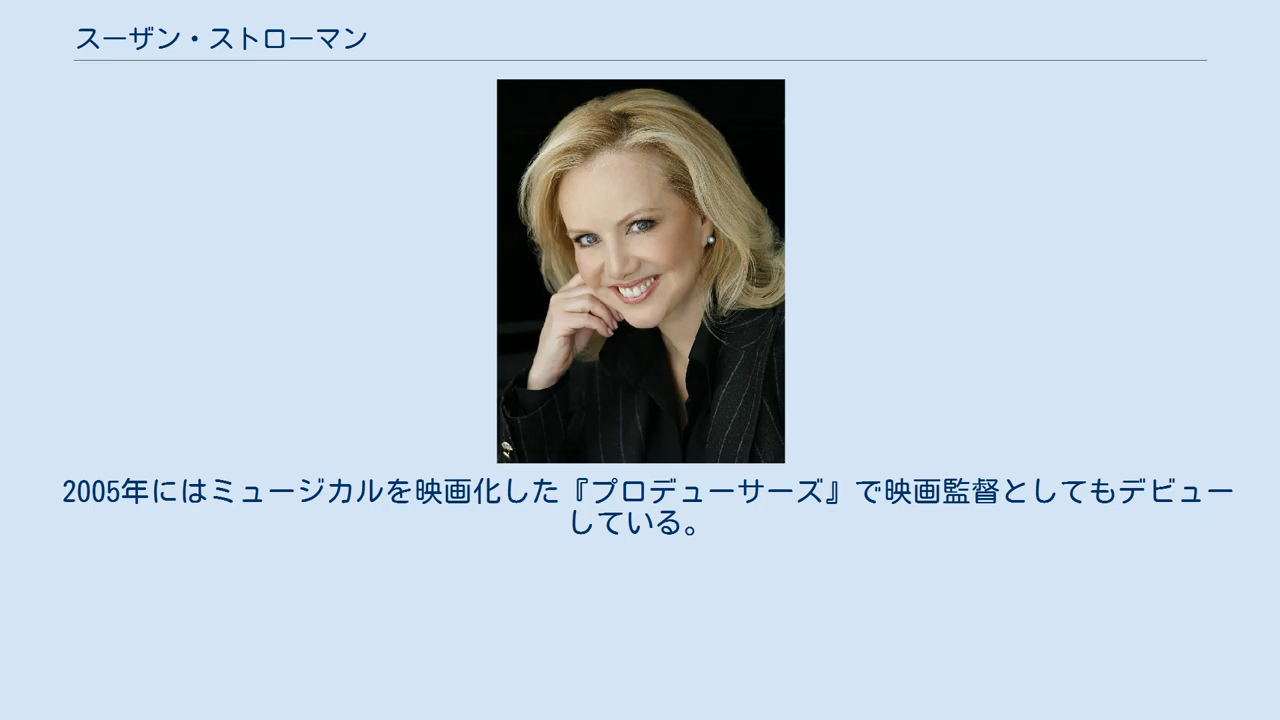 スーザン・ストローマン
2005年にはミュージカルを映画化した『プロデューサーズ』で映画監督としてもデビュー
している。